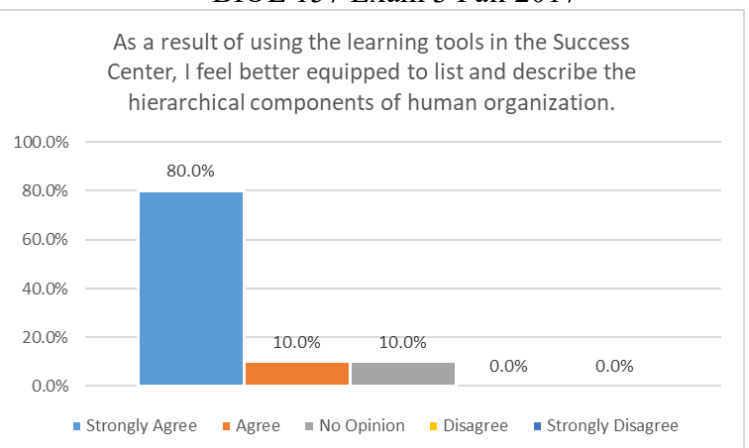 As a result of using the learning tools in the Success
Center, I feel better equipped to list and describe the
hierarchical components of human organization.
100.0%
80.0%
80.0%
60.0%
40.0%
20.0%
10.0%
10.0%
0.0%
0.0%
0.0%
Strongly Agree Agree No Opinion Disagree Strongly Disagree